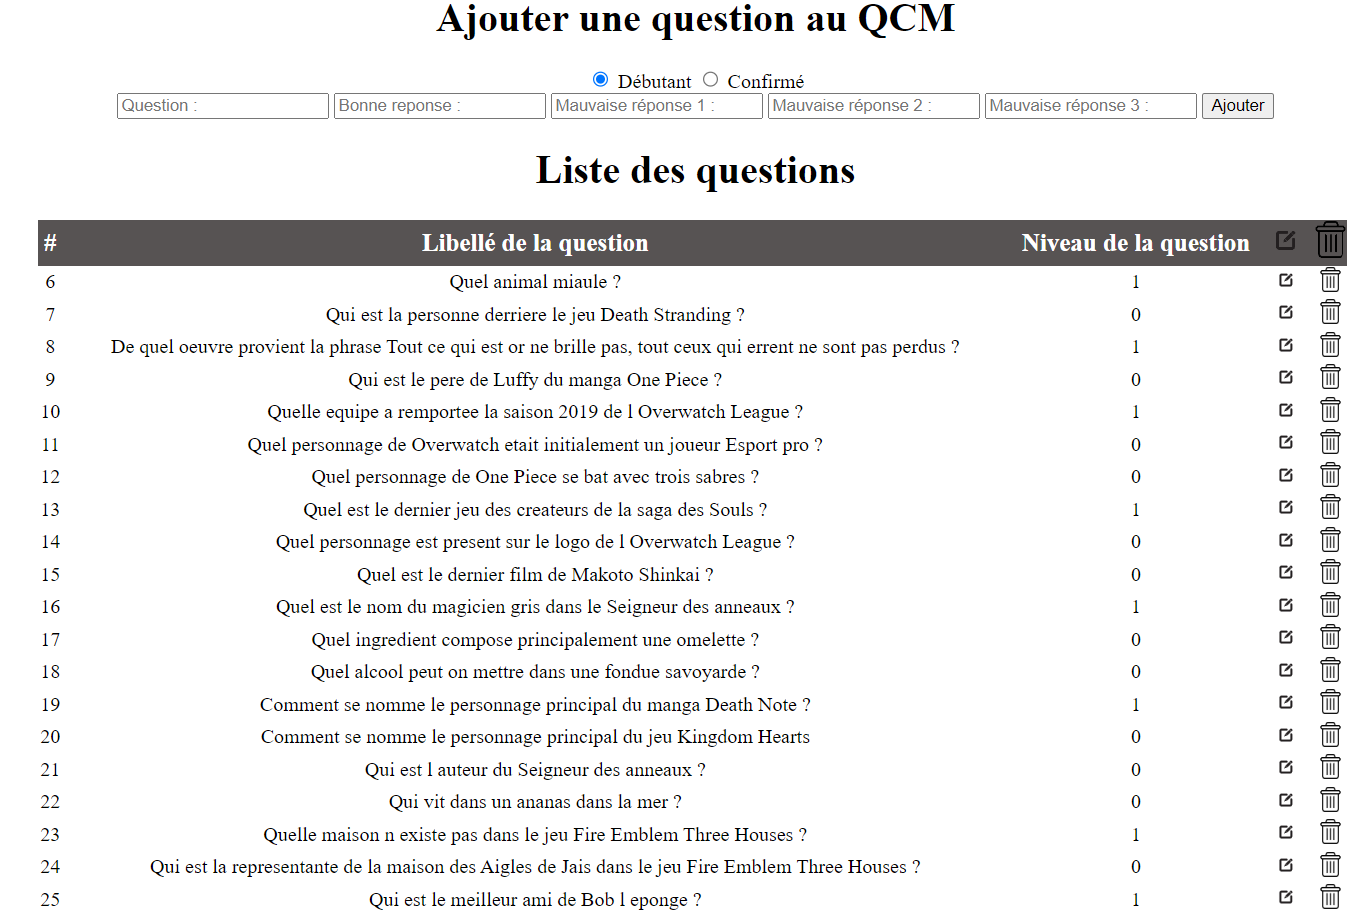 Ajouter une question au QCM
Débutant Confirmé
Question : Bonne reponse : Mauvaise réponse 1 : Mauvaise réponse 2 : Mauvaise réponse 3 : Ajouter
Liste des questions
# Libellé de la question Niveau de la question
6 Quel animal miaule ? 1
7 Qui est la personne derriere le jeu Death Stranding ? 0
8 De quel oeuvre provient la phrase Tout ce qui est or ne brille pas, tout ceux qui errent ne sont pas perdus ? 1
9 Qui est le pere de Luffy du manga One Piece ? 0
10 Quelle equipe a remportee la saison 2019 de l Overwatch League ? 1
11 Quel personnage de Overwatch etait initialement un joueur Esport pro ? 0
12 Quel personnage de One Piece se bat avec trois sabres ? 0
13 Quel est le dernier jeu des createurs de la saga des Souls ? 1
14 Quel personnage est present sur le logo de l Overwatch League ? 0
15 Quel est le dernier film de Makoto Shinkai ? 0
16 Quel est le nom du magicien gris dans le Seigneur des anneaux ? 1
17 Quel ingredient compose principalement une omelette ? 0
18 Quel alcool peut on mettre dans une fondue savoyarde ? 0
19 Comment se nomme le personnage principal du manga Death Note ? 1
20 Comment se nomme le personnage principal du jeu Kingdom Hearts 0
21 Qui est l auteur du Seigneur des anneaux ? 0
22 Qui vit dans un ananas dans la mer ? 0
23 Quelle maison n existe pas dans le jeu Fire Emblem Three Houses ? 1
24 Qui est la representante de la maison des Aigles de Jais dans le jeu Fire Emblem Three Houses ? 0
25 Qui est le meilleur ami de Bob l eponge ? 1